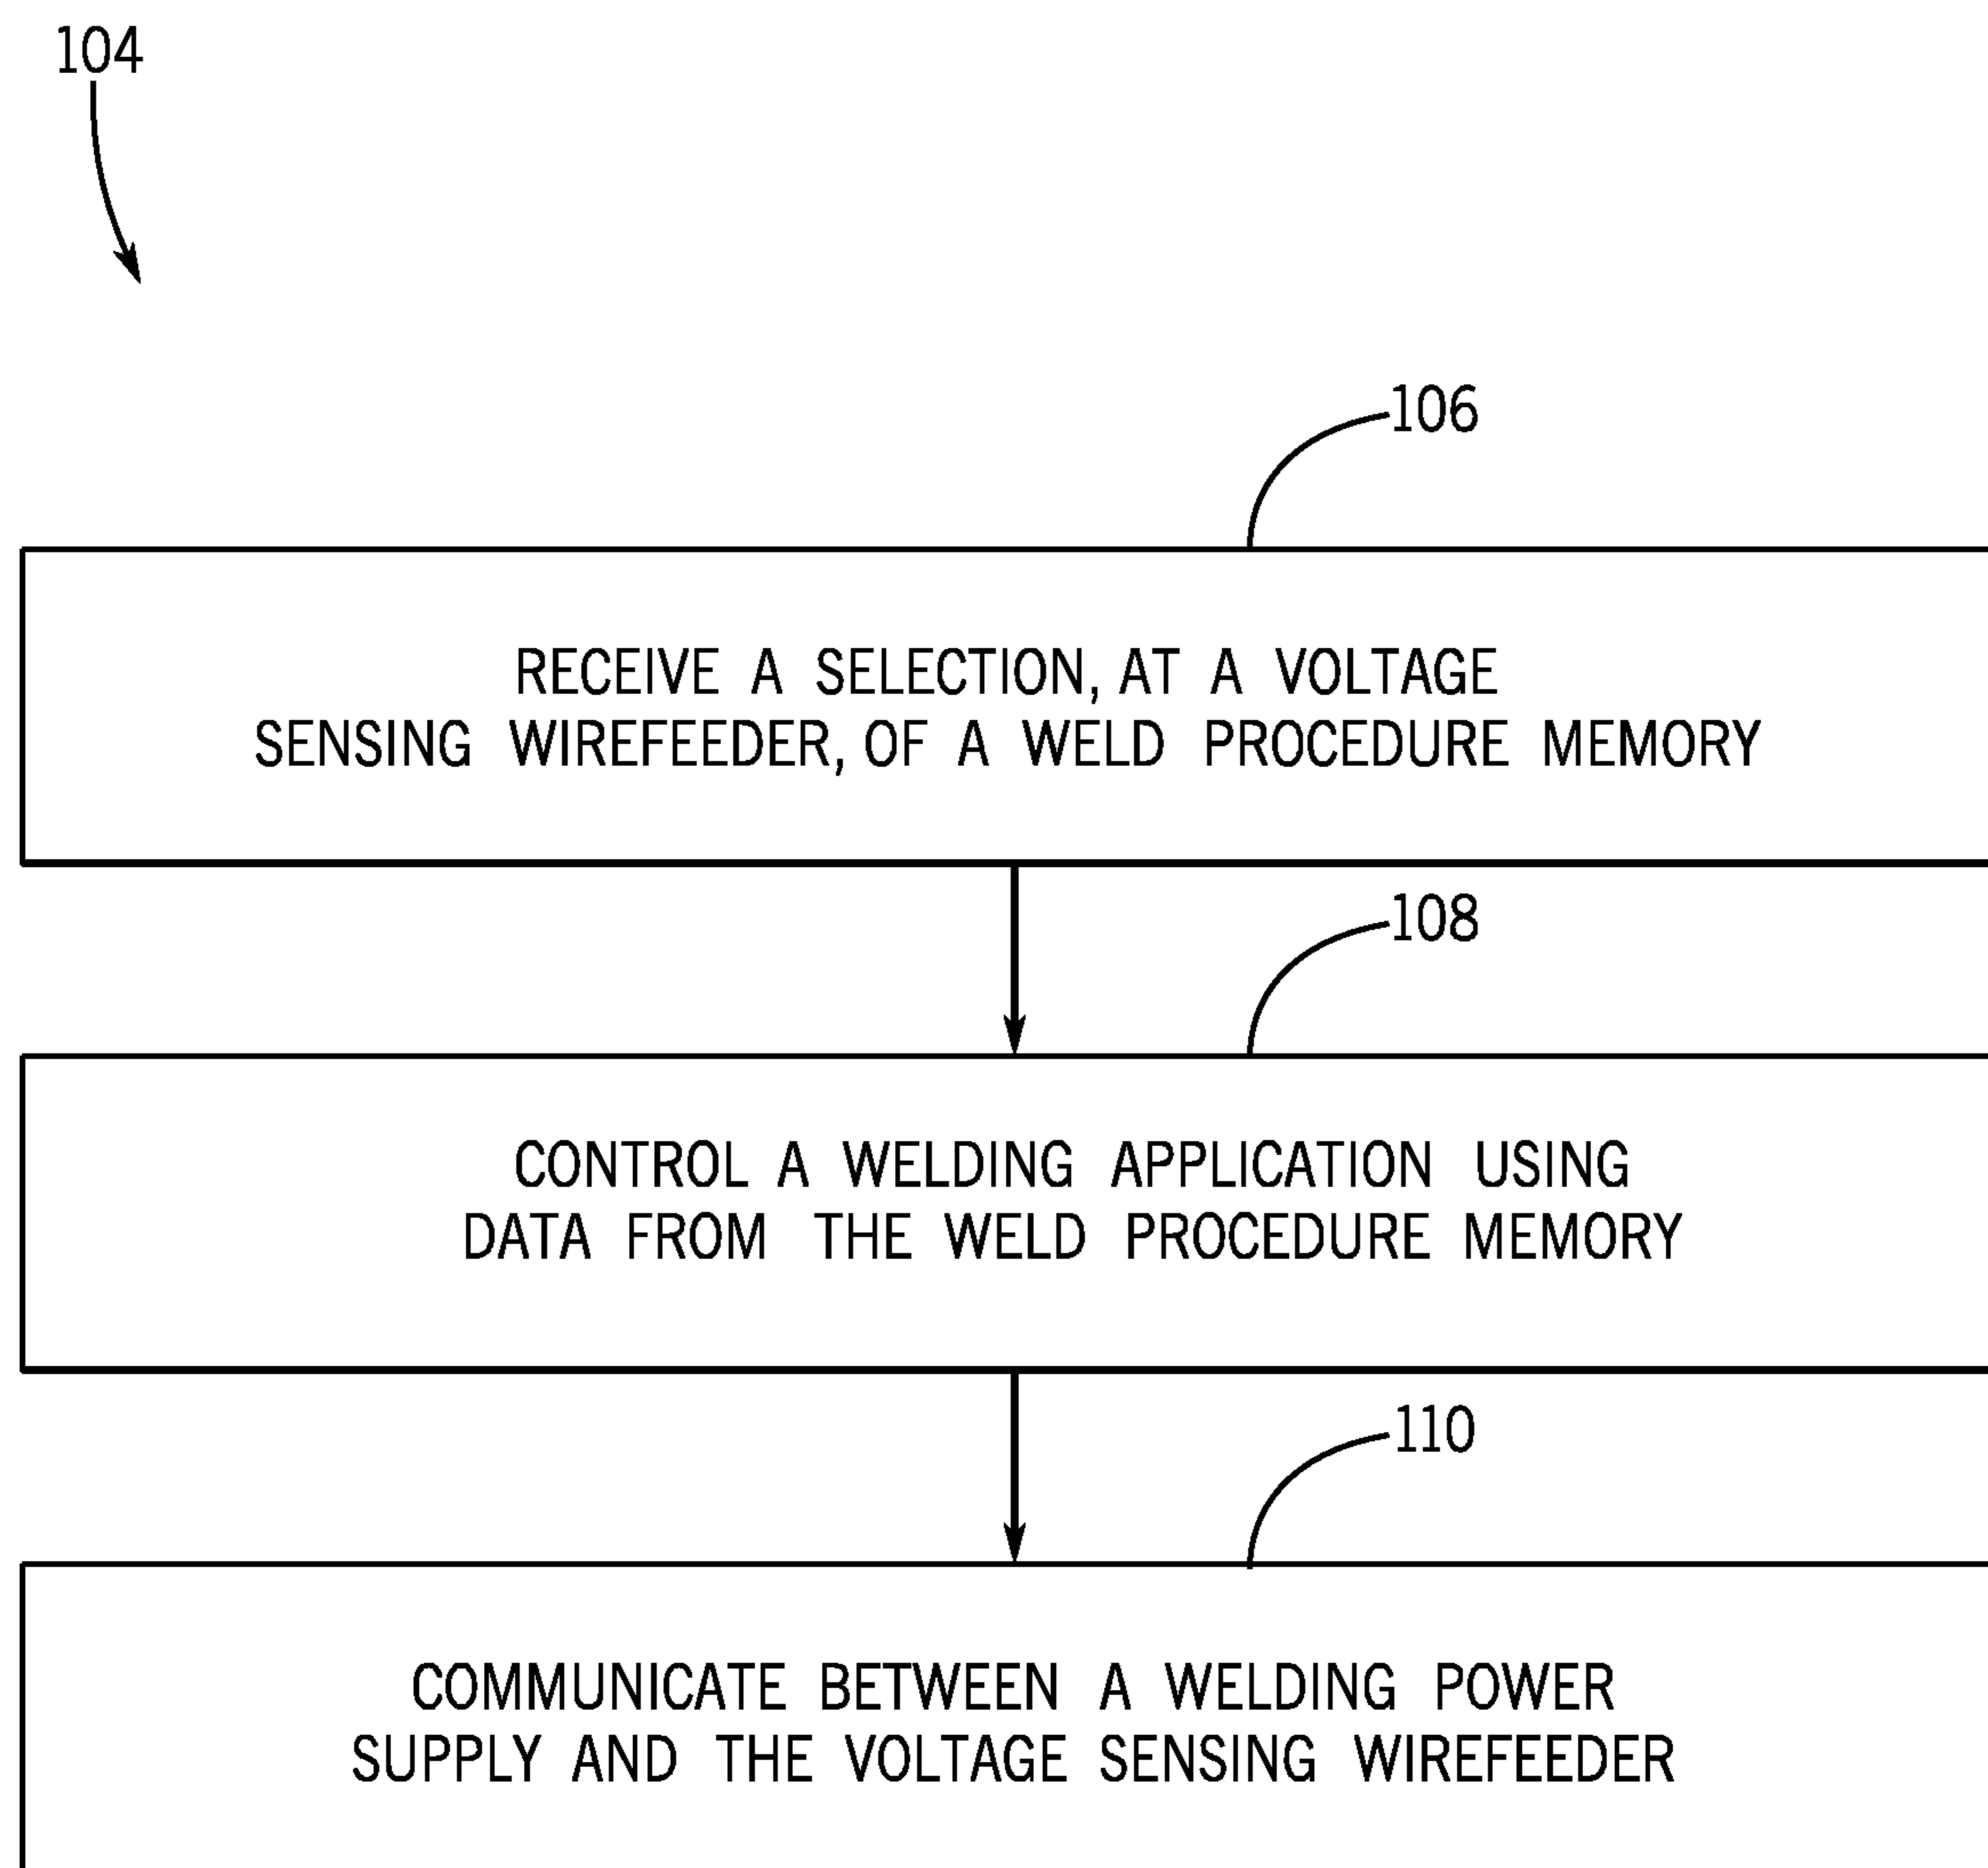 104
106
RECEIVE A SELECTION, AT A VOLTAGE
SENSING WIREFEEDER, OF A WELD PROCEDURE MEMORY
108
CONTROL A WELDING APPLICATION USING
DATA FROM THE WELD PROCEDURE MEMORY
110
COMMUNICATE BETWEEN A WELDING POWER
SUPPLY AND THE VOLTAGE SENSING WIREFEEDER